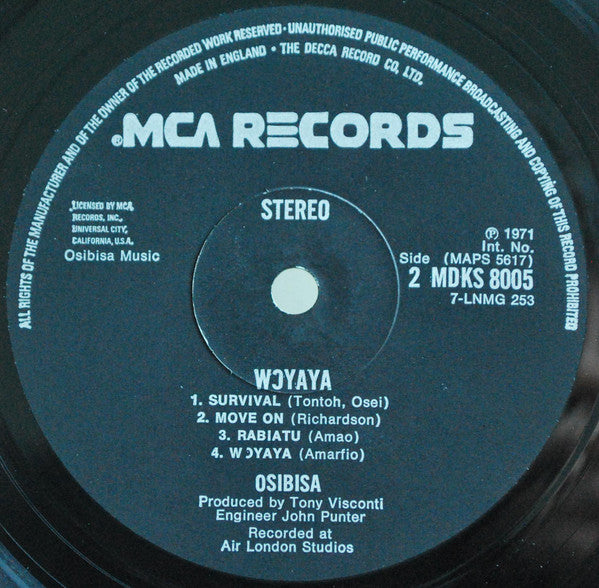 ALL RIGHTS OF THE MANUFACTURER AND OF THE OWNER OF THE RECORDED WORK RESERVED · UNAUTHORISED PUBLIC PERFORMANCE BROADCASTING AND COPYING OF THIS RECORD PROHIBITED
MADE IN ENGLAND • THE DECCA RECORD CO, LTD.
®MCA RECORDS
LICENSED BY MCA
RECORDS, INC.,
UNIVERSAL CITY,
CALIFORNIA, U.S.A.
Osibisa Music
STEREO
℗ 1971
Int. No.
Side (MAPS 5617)
2 MDKS 8005
7-LNMG 253
WƆYAYA
1. SURVIVAL (Tontoh, Osei)
2. MOVE ON (Richardson)
3. RABIATU (Amao)
4. WƆYAYA (Amarfio)
OSIBISA
Produced by Tony Visconti
Engineer John Punter
Recorded at
Air London Studios